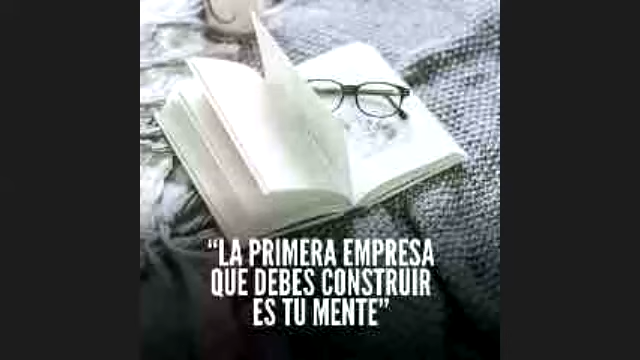 “LA PRIMERA EMPRESA
QUE DEBES CONSTRUIR
ES TU MENTE”